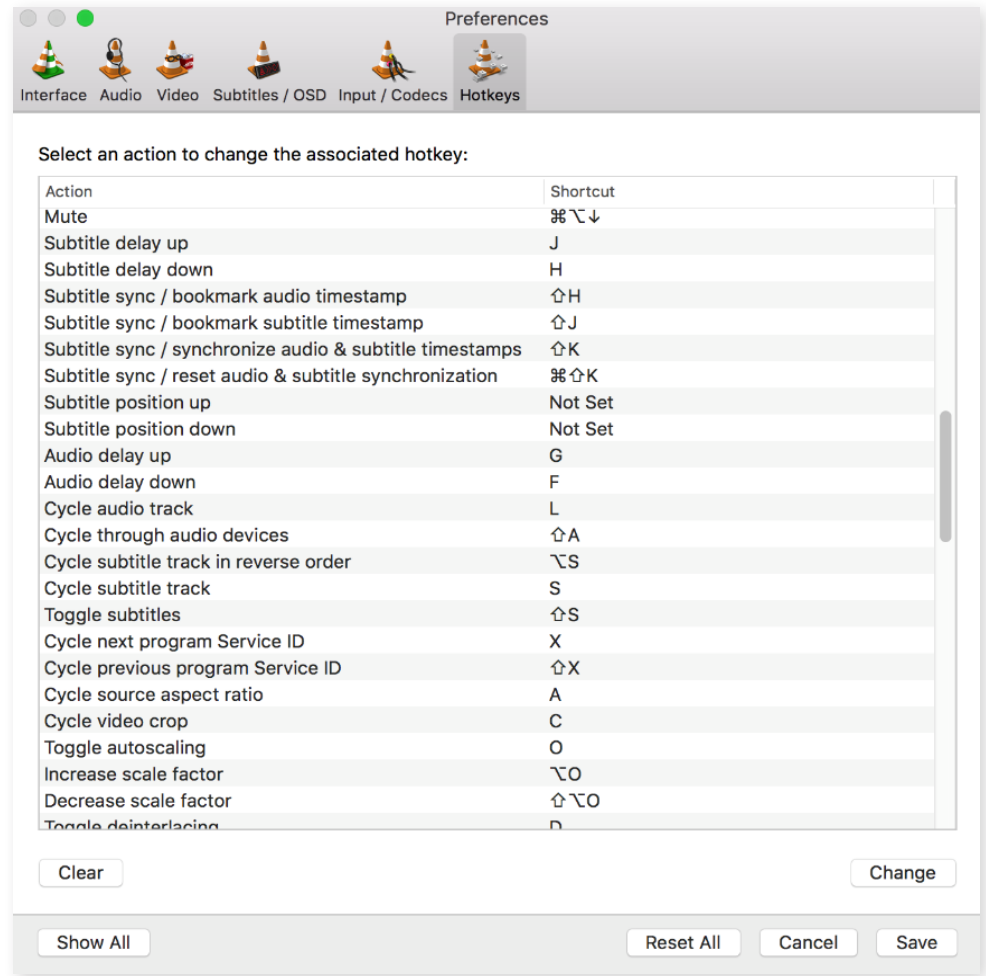 Preferences
Interface Audio Video Subtitles / OSD Input / Codecs Hotkeys
Select an action to change the associated hotkey:
Action Shortcut
Mute ⌘⌥↓
Subtitle delay up J
Subtitle delay down H
Subtitle sync / bookmark audio timestamp ⇧H
Subtitle sync / bookmark subtitle timestamp ⇧J
Subtitle sync / synchronize audio & subtitle timestamps ⇧K
Subtitle sync / reset audio & subtitle synchronization ⌘⇧K
Subtitle position up Not Set
Subtitle position down Not Set
Audio delay up G
Audio delay down F
Cycle audio track L
Cycle through audio devices ⇧A
Cycle subtitle track in reverse order ⌥S
Cycle subtitle track S
Toggle subtitles ⇧S
Cycle next program Service ID X
Cycle previous program Service ID ⇧X
Cycle source aspect ratio A
Cycle video crop C
Toggle autoscaling O
Increase scale factor ⌥O
Decrease scale factor ⇧⌥O
Toggle deinterlacing D
Clear Change
Show All Reset All Cancel Save